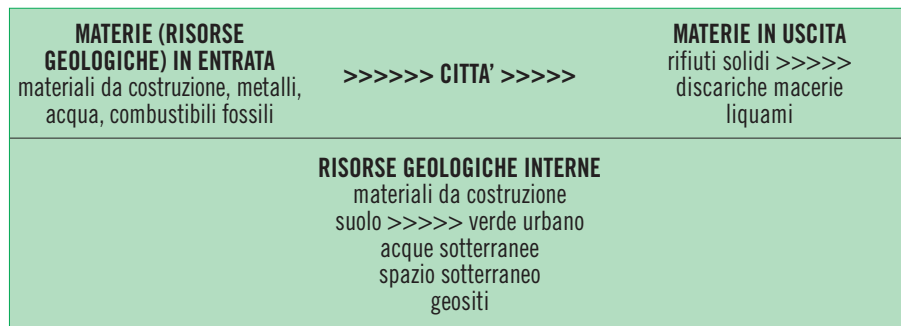 MATERIE (RISORSE
GEOLOGICHE) IN ENTRATA
materiali da costruzione, metalli,
acqua, combustibili fossili
>>>>>> CITTA' >>>>>
MATERIE IN USCITA
rifiuti solidi >>>>>
discariche macerie
liquami
RISORSE GEOLOGICHE INTERNE
materiali da costruzione
suolo >>>>> verde urbano
acque sotterranee
spazio sotterraneo
geositi